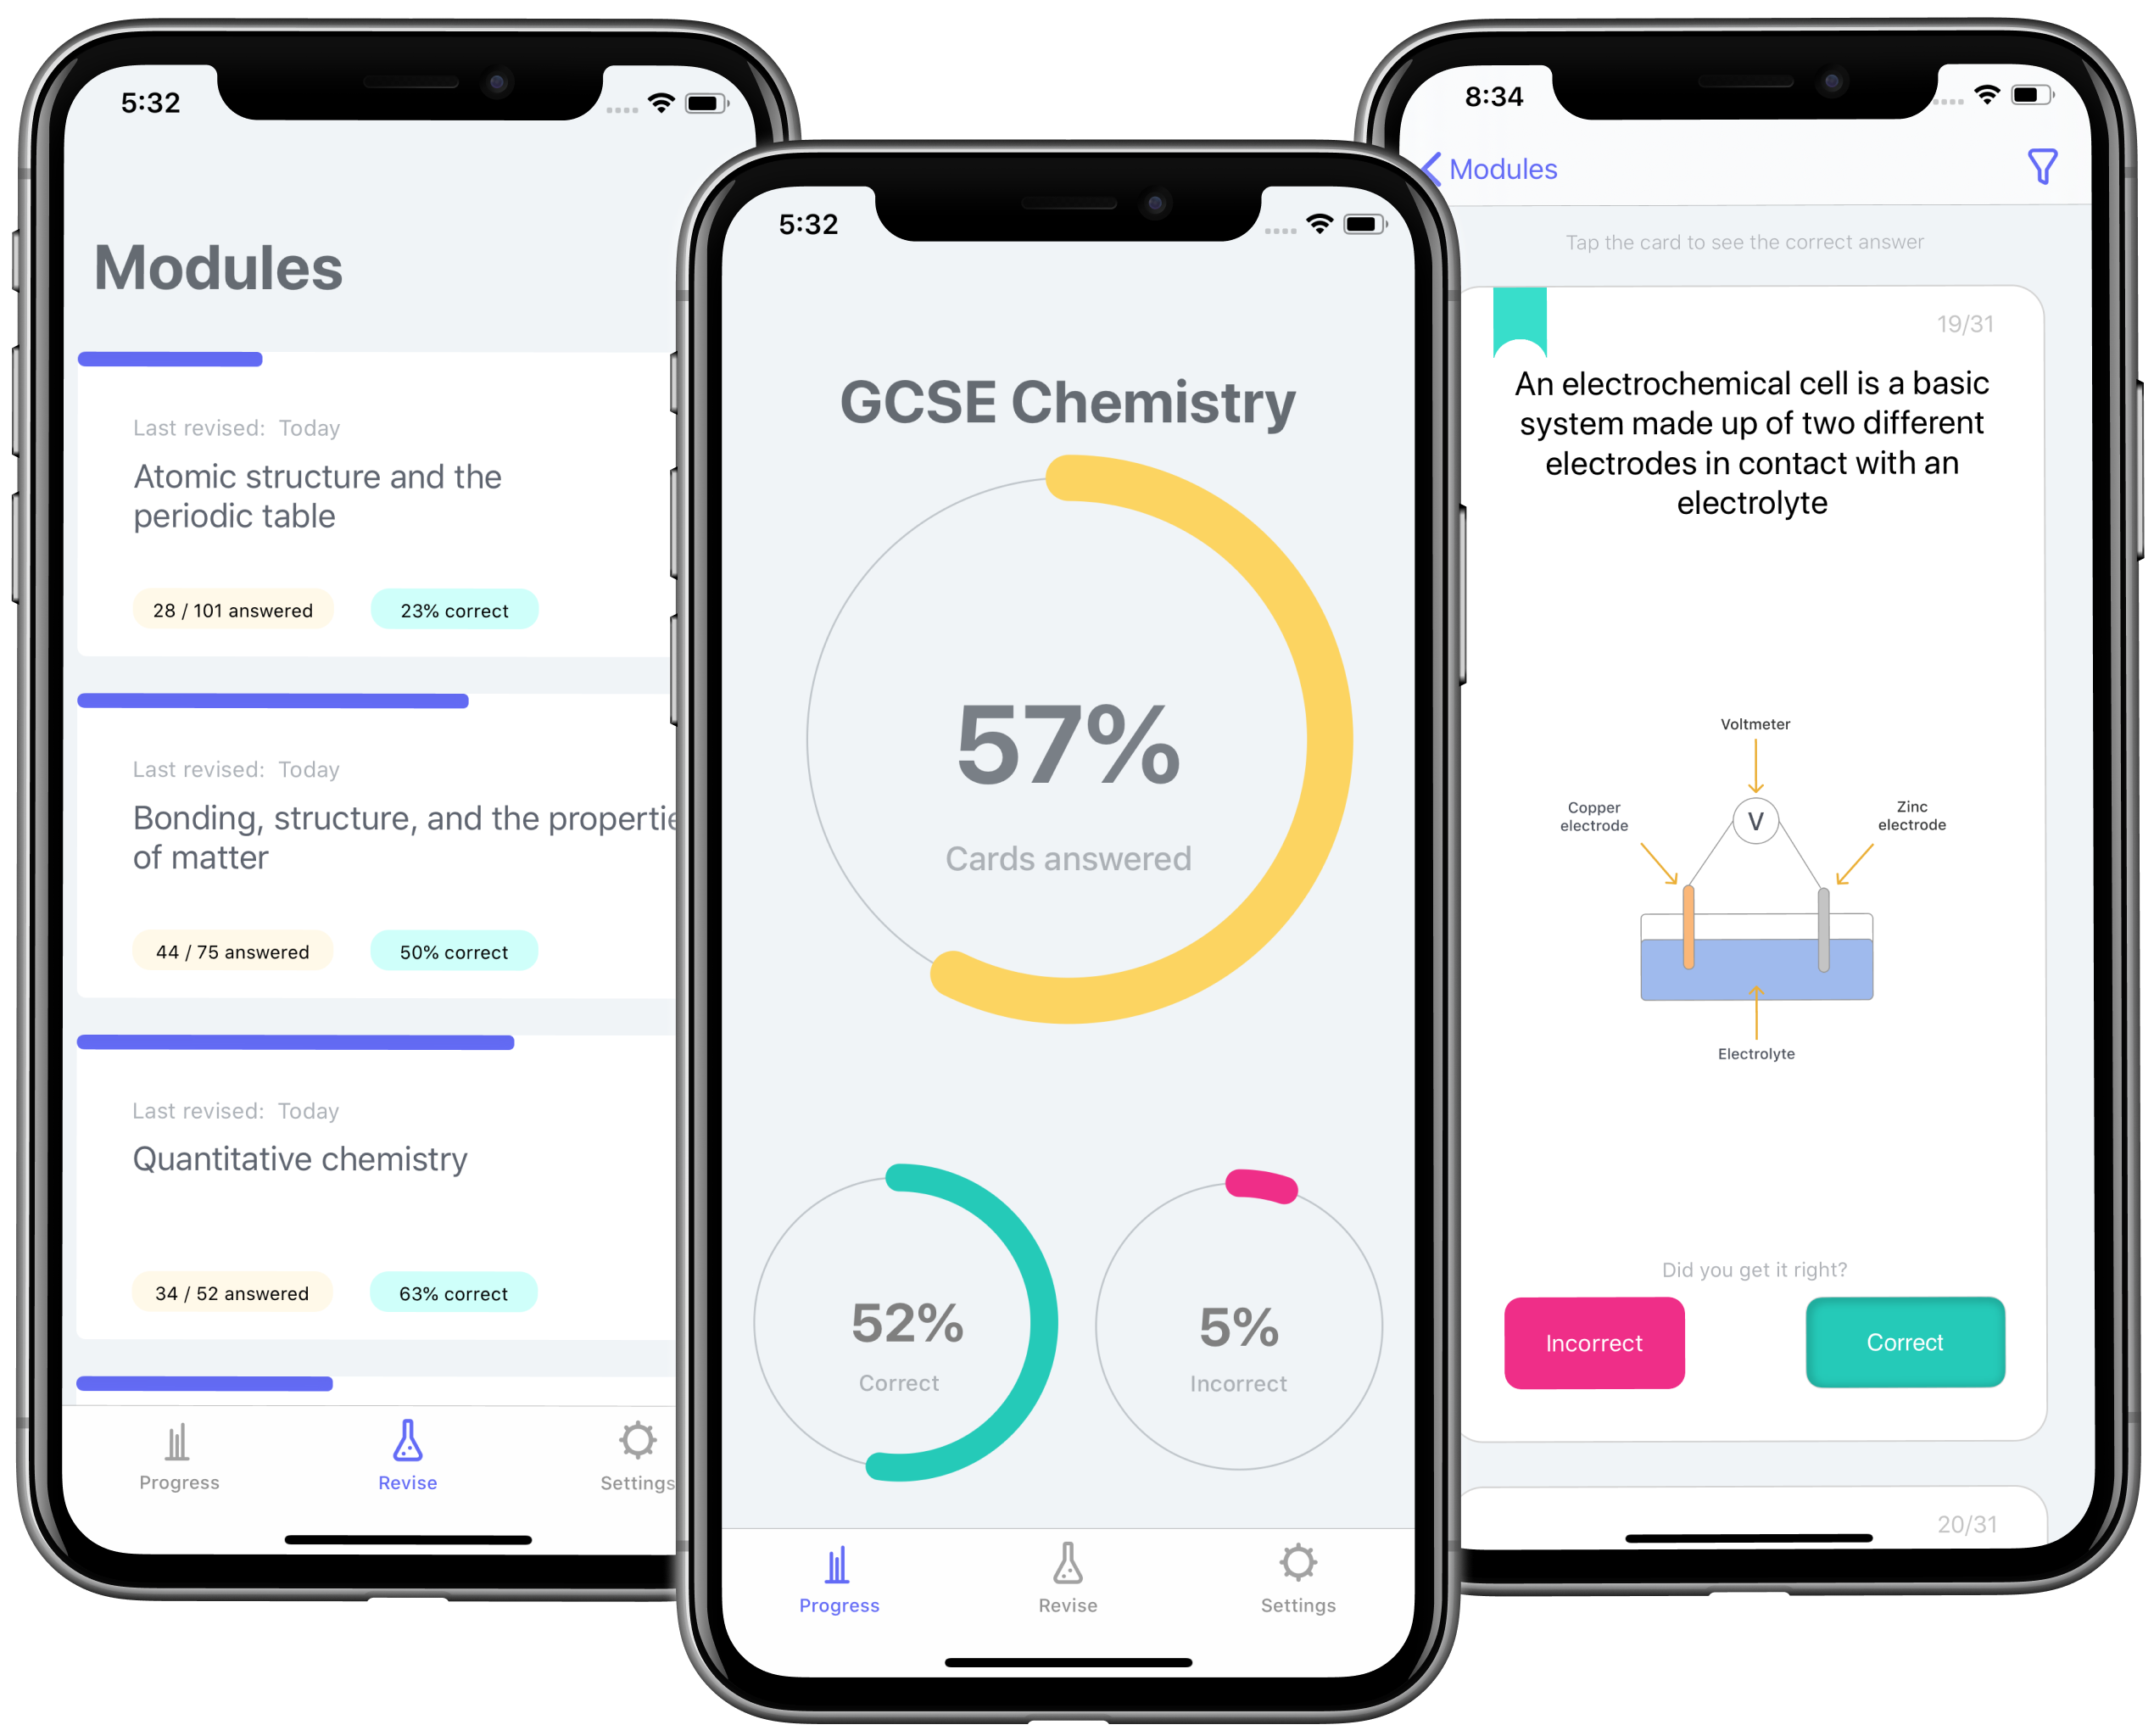 5:32
Modules
Last revised: Today
Atomic structure and the
periodic table
28 / 101 answered
23% correct
Last revised: Today
Bonding, structure, and the propertie
of matter
44 / 75 answered
50% correct
Last revised: Today
Quantitative chemistry
34 / 52 answered
63% correct
Progress
Revise
Settings
5:32
GCSE Chemistry
57%
Cards answered
52%
Correct
5%
Incorrect
Progress
Revise
Settings
8:34
Modules
Tap the card to see the correct answer
19/31
An electrochemical cell is a basic
system made up of two different
electrodes in contact with an
electrolyte
Voltmeter
Copper
electrode
Zinc
electrode
V
Electrolyte
Did you get it right?
Incorrect
Correct
20/31